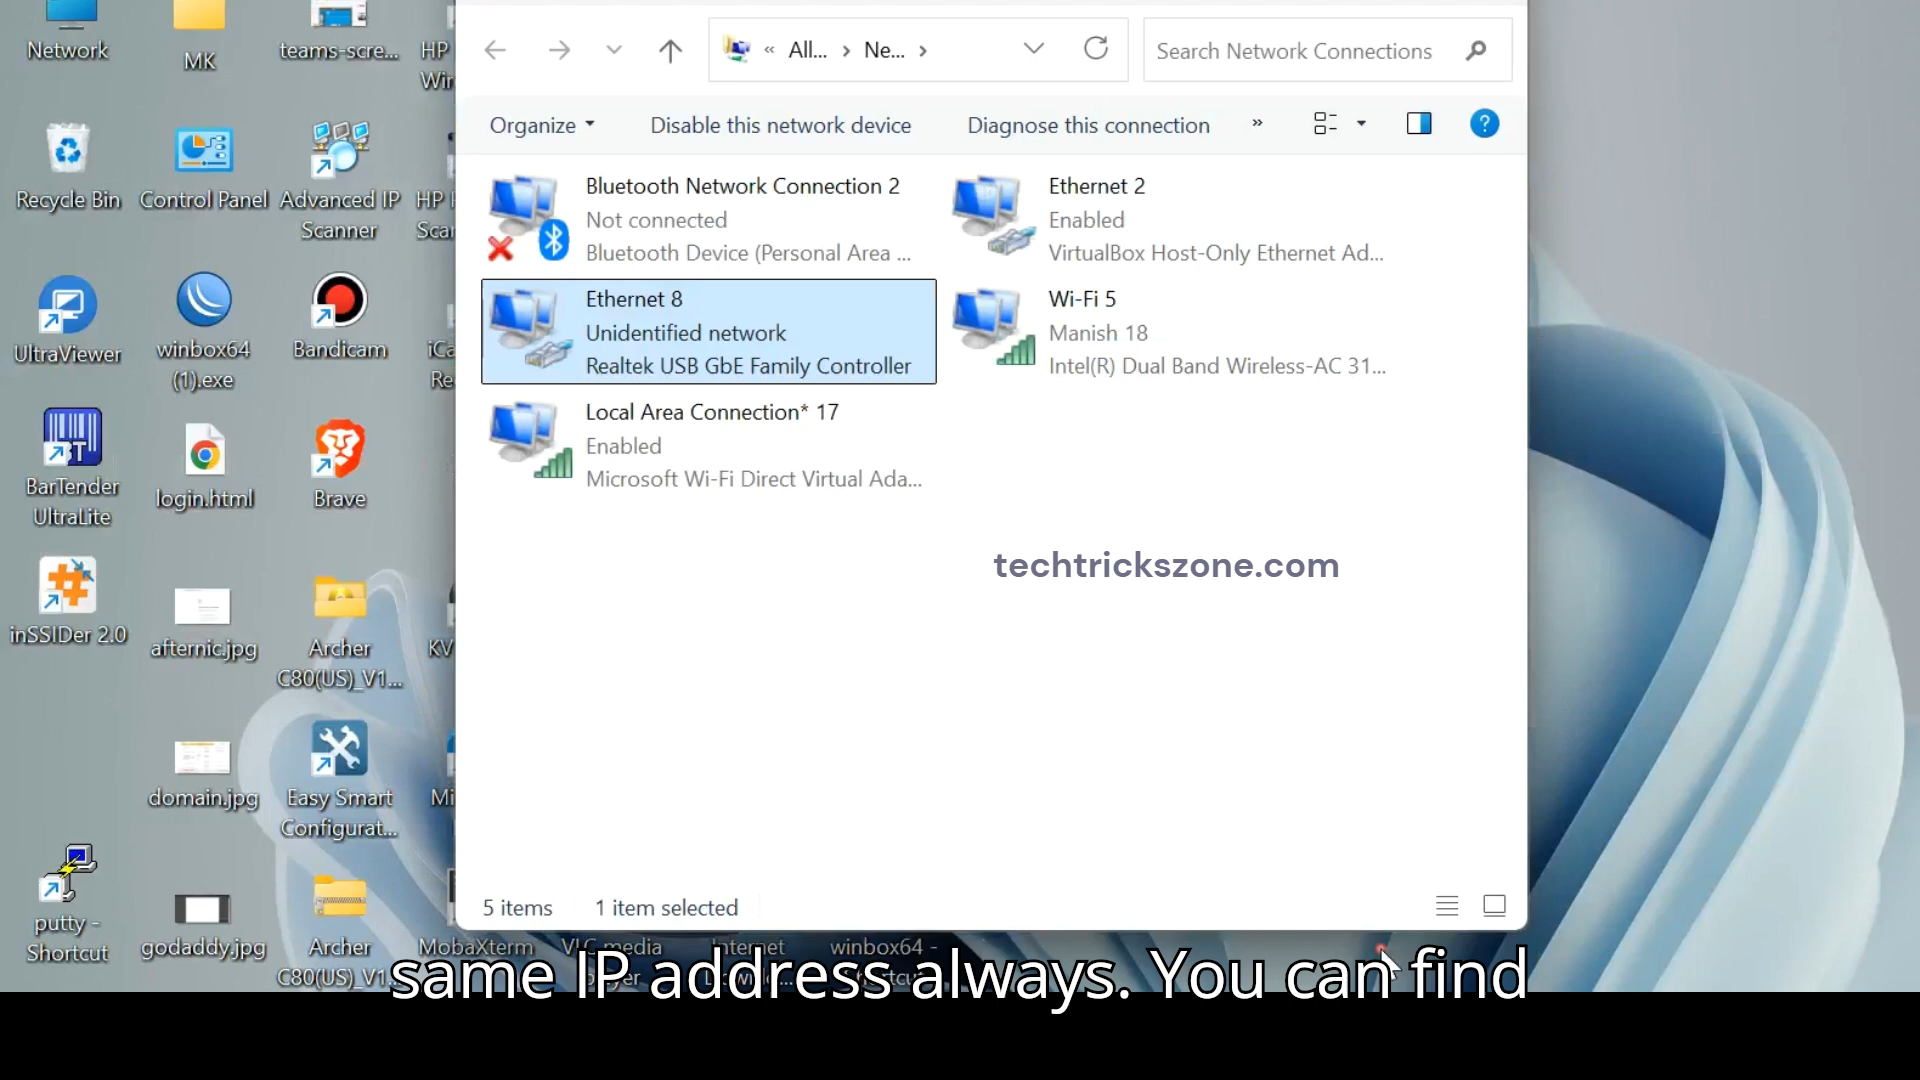 Network
MK
teams-scre...
HP
Win
« All... › Ne... ›
Search Network Connections
Organize
Disable this network device
Diagnose this connection
»
?
Recycle Bin
Control Panel
Advanced IP
Scanner
HP
Scar
Bluetooth Network Connection 2
Not connected
Bluetooth Device (Personal Area ...
Ethernet 2
Enabled
VirtualBox Host-Only Ethernet Ad...
Ethernet 8
Unidentified network
Realtek USB GbE Family Controller
Wi-Fi 5
Manish 18
Intel(R) Dual Band Wireless-AC 31...
Local Area Connection* 17
Enabled
Microsoft Wi-Fi Direct Virtual Ada...
UltraViewer
winbox64
(1).exe
Bandicam
iCa
Re
BarTender
UltraLite
login.html
Brave
techtrickszone.com
inSSIDer 2.0
afternic.jpg
Archer
C80(US)_V1...
KV
domain.jpg
Easy Smart
Configurat...
Mi
putty -
Shortcut
godaddy.jpg
Archer
C80(US)_V1...
5 items
1 item selected
MobaXterm
VLC media
Internet
winbox64 -
same IP address always. You can find